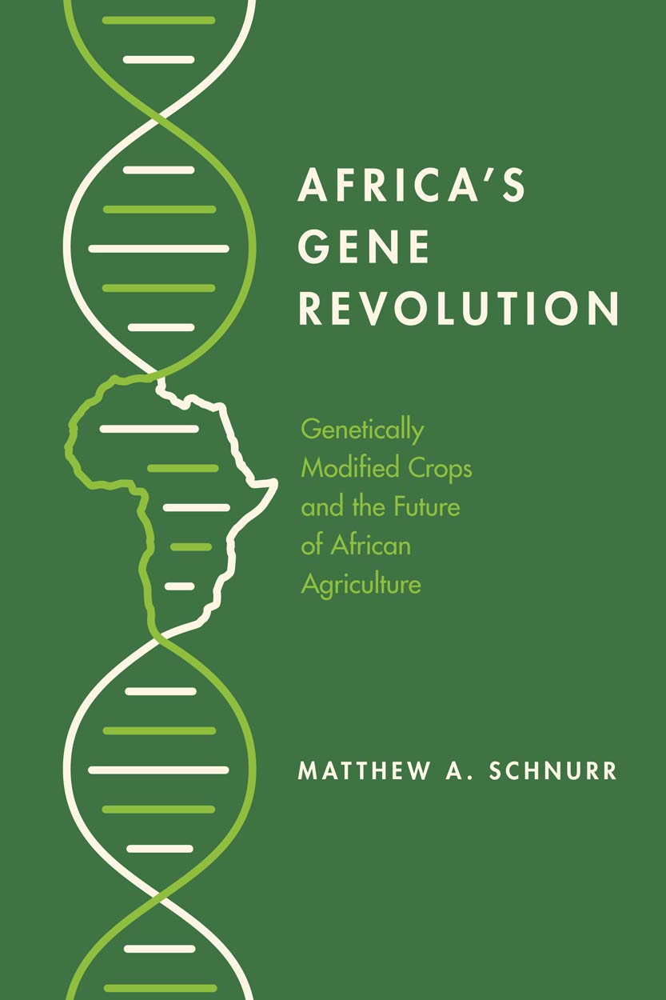 AFRICA’S
GENE
REVOLUTION
Genetically
Modified Crops
and the Future
of African
Agriculture
MATTHEW A. SCHNURR